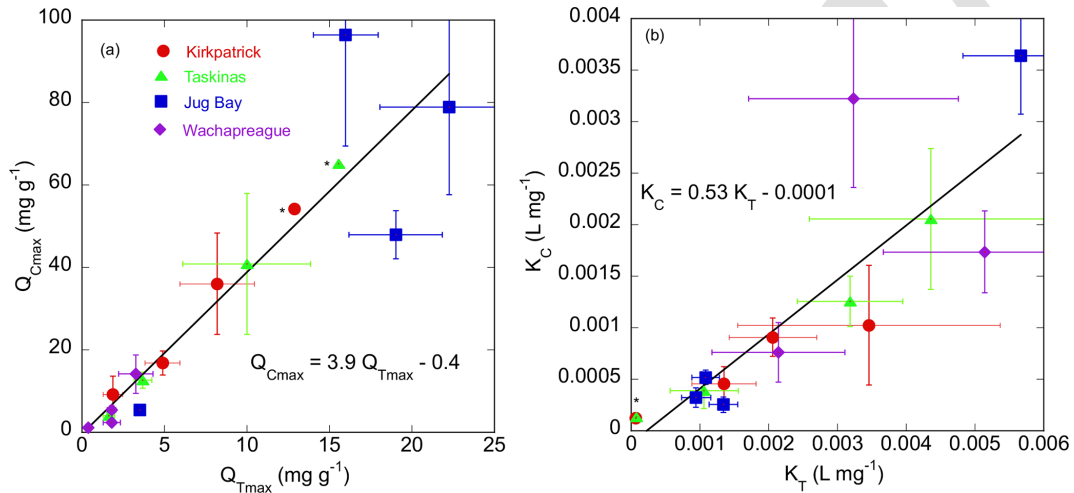 (a)
Kirkpatrick
Taskinas
Jug Bay
Wachapreague
100
80
60
40
20
0
Q_Cmax (mg g⁻¹)
*
*
Q_Cmax = 3.9 Q_Tmax - 0.4
0 5 10 15 20 25
Q_Tmax (mg g⁻¹)
(b)
0.004
0.0035
0.003
0.0025
0.002
0.0015
0.001
0.0005
0
K_C (L mg⁻¹)
K_C = 0.53 K_T - 0.0001
*
0 0.001 0.002 0.003 0.004 0.005 0.006
K_T (L mg⁻¹)